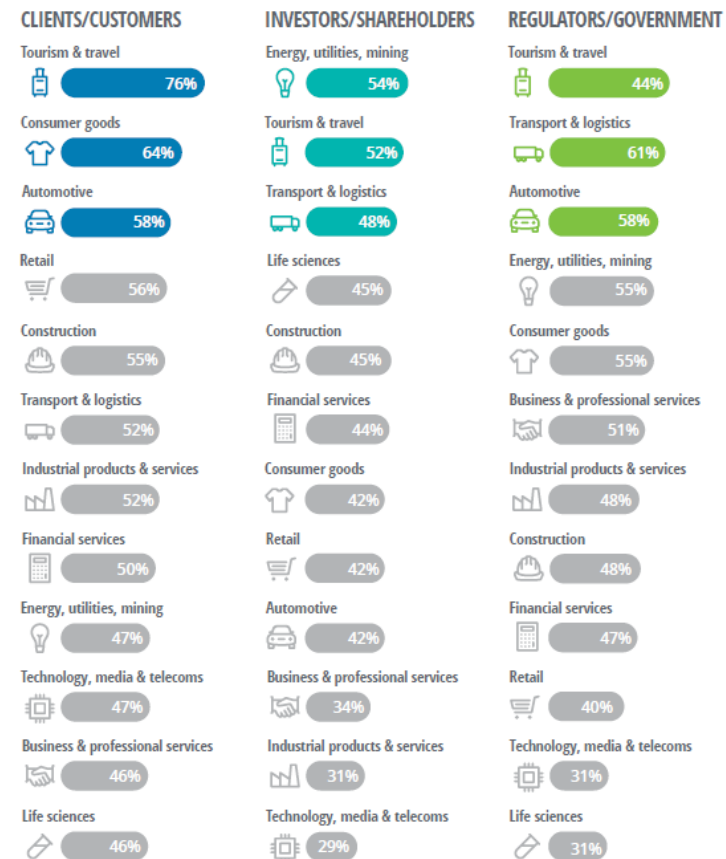 CLIENTS/CUSTOMERS
Tourism & travel
76%
Consumer goods
64%
Automotive
58%
Retail
56%
Construction
55%
Transport & logistics
52%
Industrial products & services
52%
Financial services
50%
Energy, utilities, mining
47%
Technology, media & telecoms
47%
Business & professional services
46%
Life sciences
46%
INVESTORS/SHAREHOLDERS
Energy, utilities, mining
54%
Tourism & travel
52%
Transport & logistics
48%
Life sciences
45%
Construction
45%
Financial services
44%
Consumer goods
42%
Retail
42%
Automotive
42%
Business & professional services
34%
Industrial products & services
31%
Technology, media & telecoms
29%
REGULATORS/GOVERNMENT
Tourism & travel
44%
Transport & logistics
61%
Automotive
58%
Energy, utilities, mining
55%
Consumer goods
55%
Business & professional services
51%
Industrial products & services
48%
Construction
48%
Financial services
47%
Retail
40%
Technology, media & telecoms
31%
Life sciences
31%